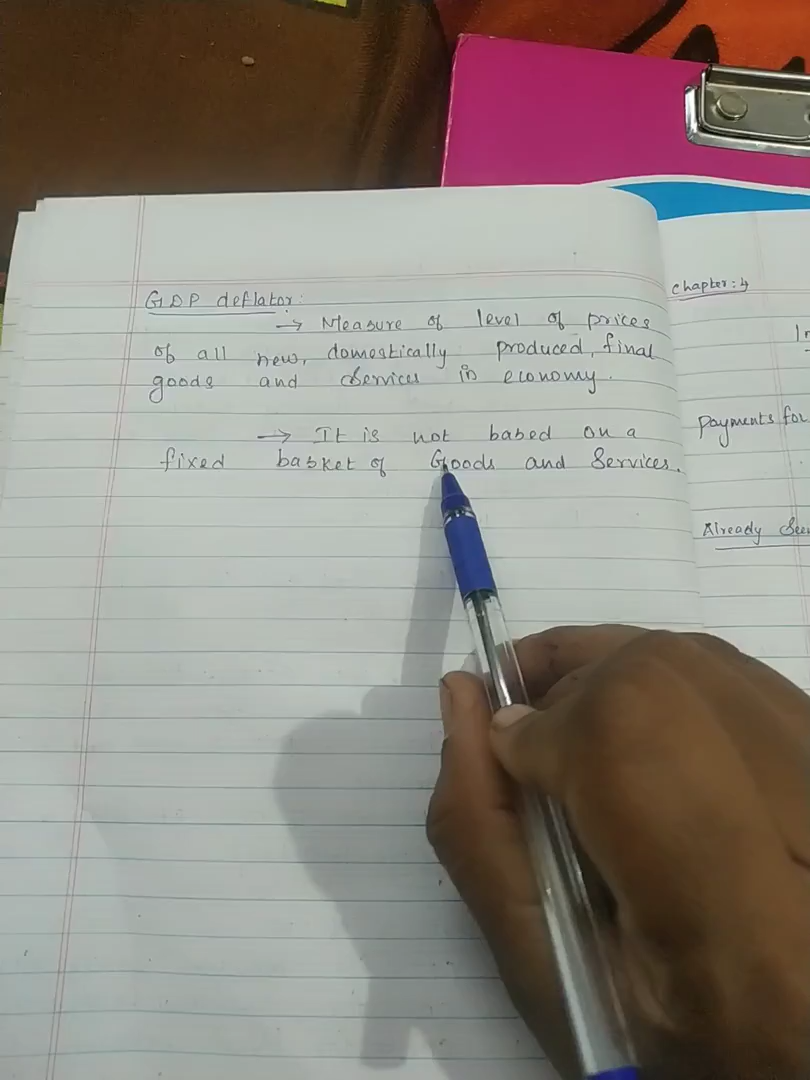 GDP deflator:
→ Measure of level of prices
of all new, domestically produced, final
goods and services in economy.
→ It is not based on a
fixed basket of Goods and Services.
Chapter: 4
Payments for
Already